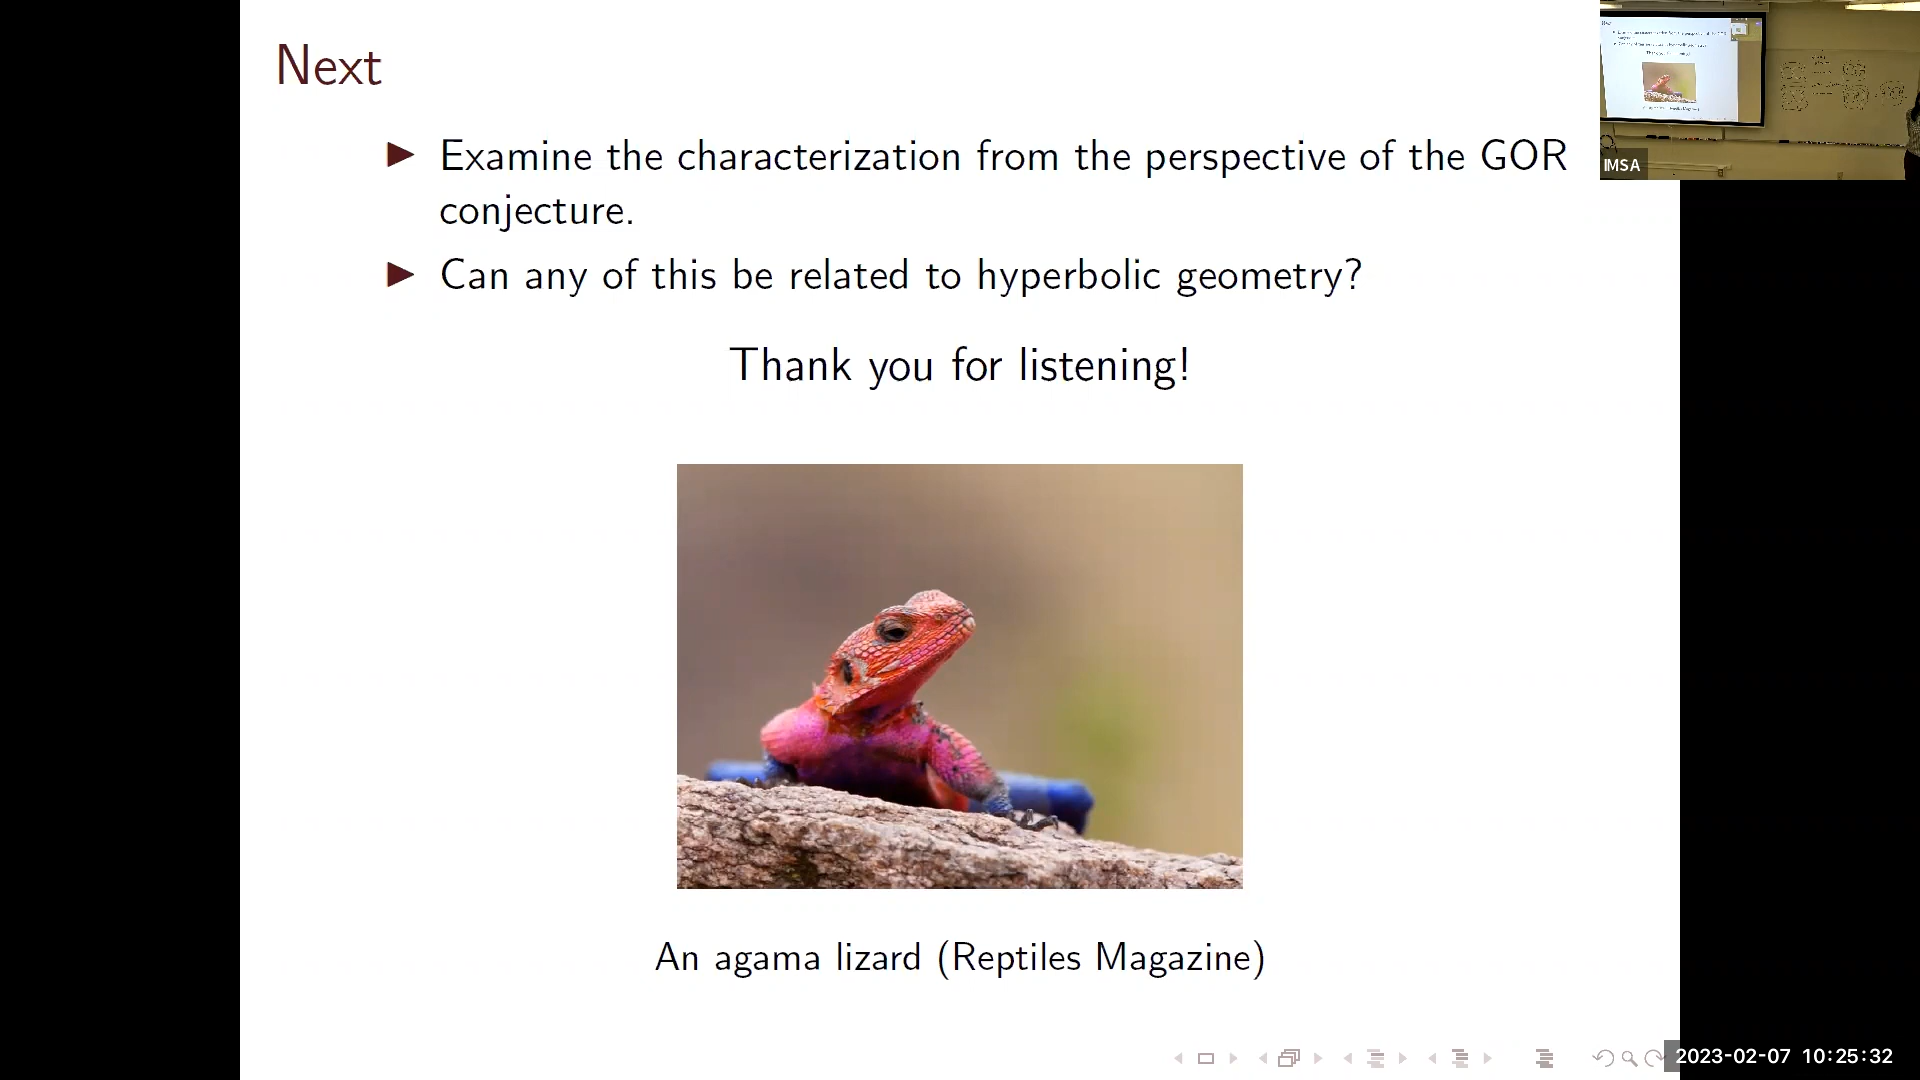 Next
Examine the characterization from the perspective of the GOR
conjecture.
Can any of this be related to hyperbolic geometry?
Thank you for listening!
An agama lizard (Reptiles Magazine)
IMSA
2023-02-07 10:25:32